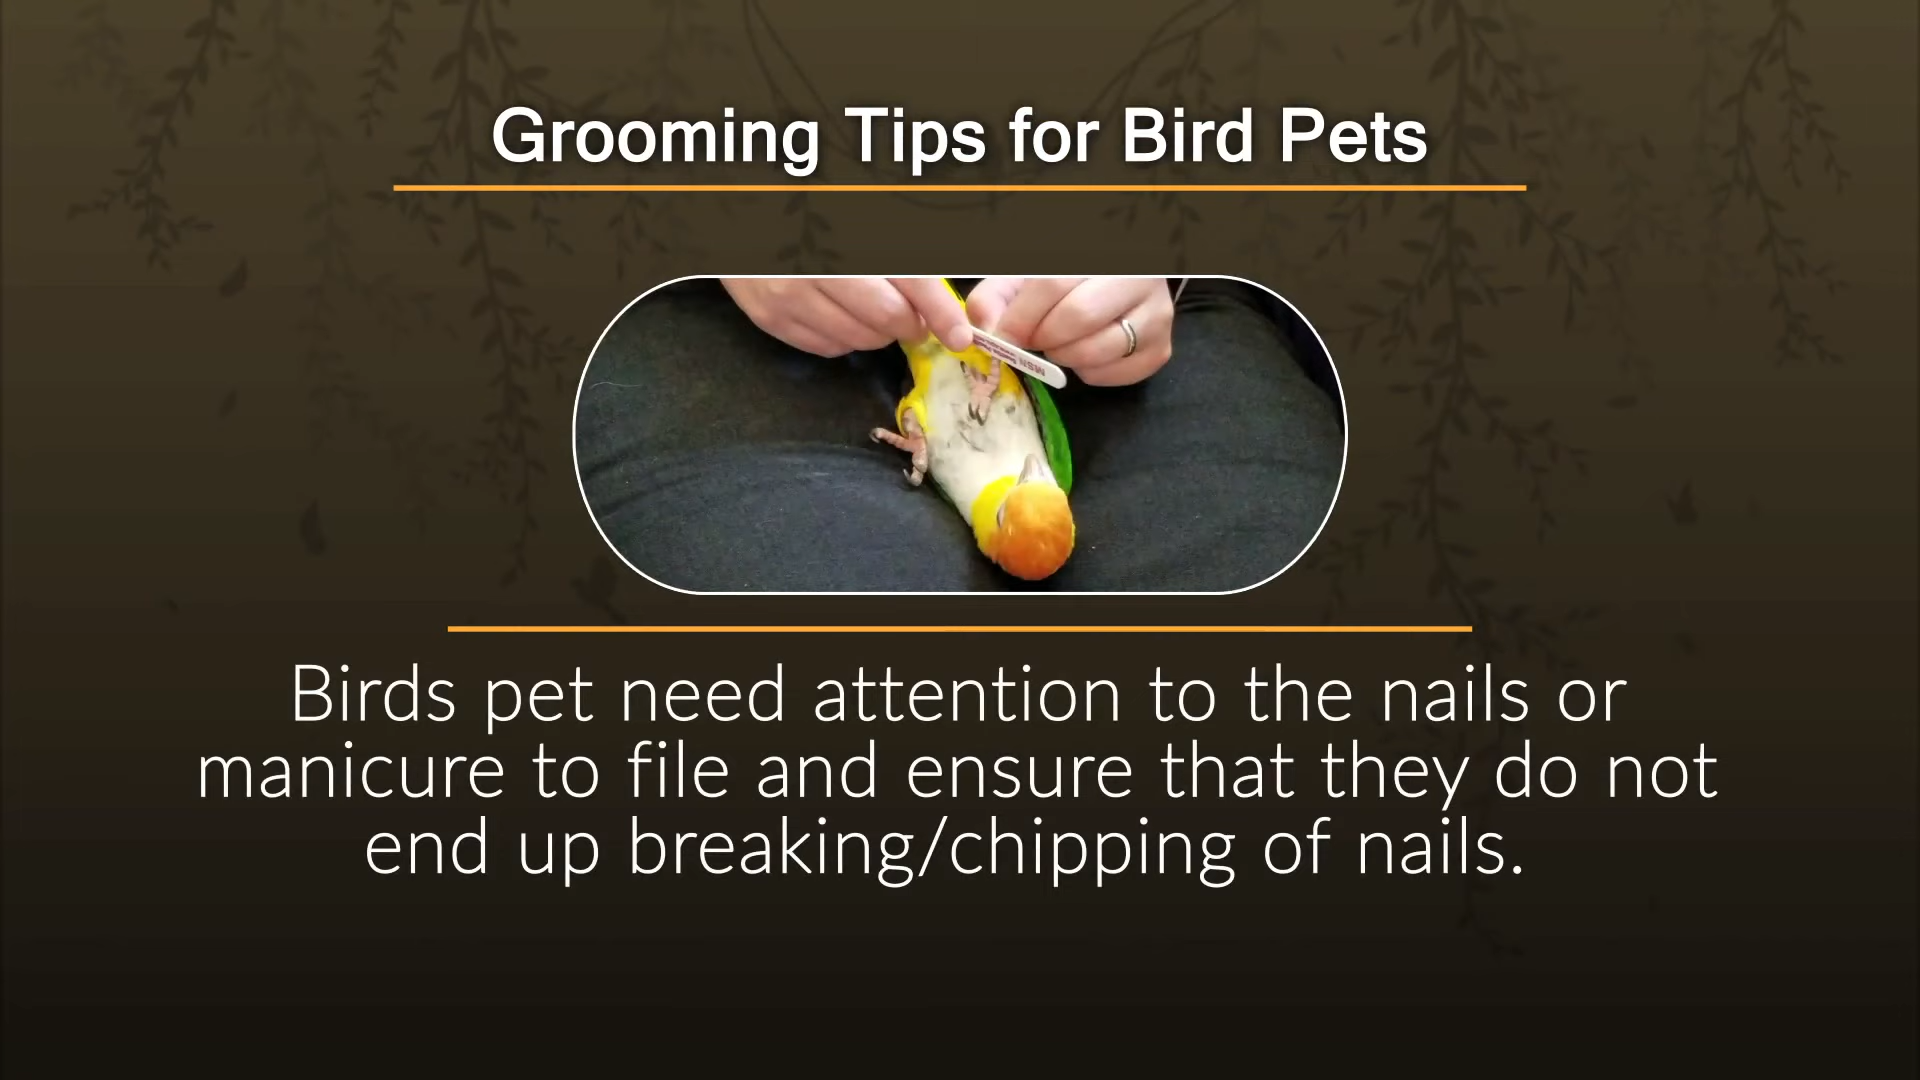 Grooming Tips for Bird Pets
Birds pet need attention to the nails or
manicure to file and ensure that they do not
end up breaking/chipping of nails.